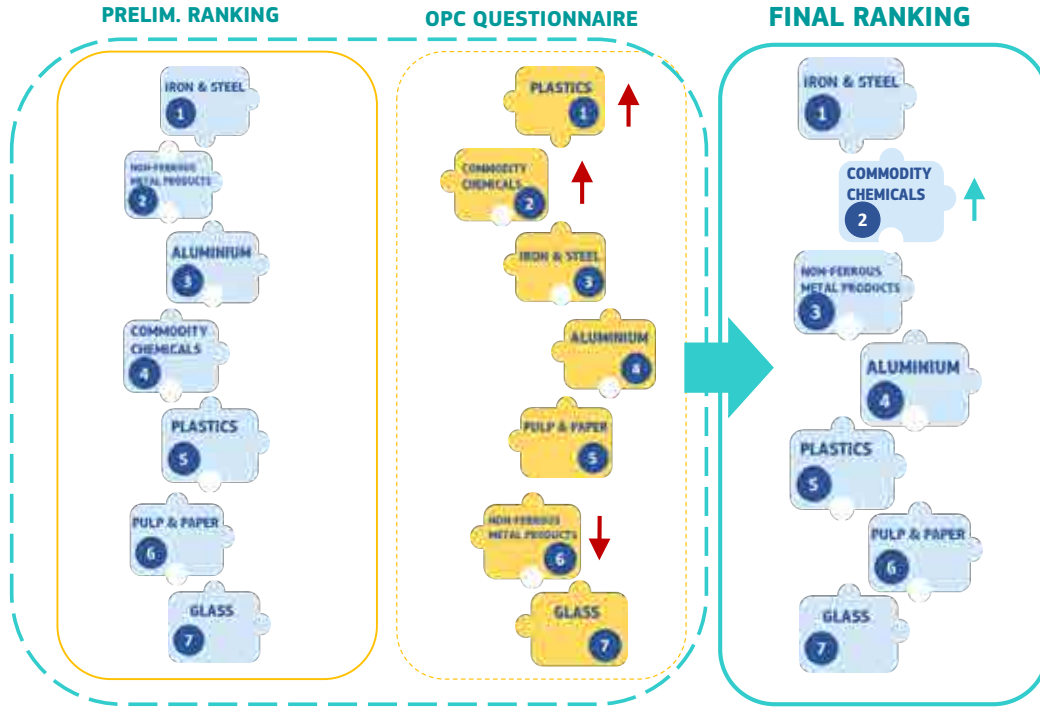 PRELIM. RANKING
IRON & STEEL
1
NON-FERROUS
METAL PRODUCTS
2
ALUMINIUM
3
COMMODITY
CHEMICALS
4
PLASTICS
5
PULP & PAPER
6
GLASS
7
OPC QUESTIONNAIRE
PLASTICS
1
COMMODITY
CHEMICALS
2
IRON & STEEL
3
ALUMINIUM
4
PULP & PAPER
5
NON-FERROUS
METAL PRODUCTS
6
GLASS
7
FINAL RANKING
IRON & STEEL
1
COMMODITY
CHEMICALS
2
NON-FERROUS
METAL PRODUCTS
3
ALUMINIUM
4
PLASTICS
5
PULP & PAPER
6
GLASS
7